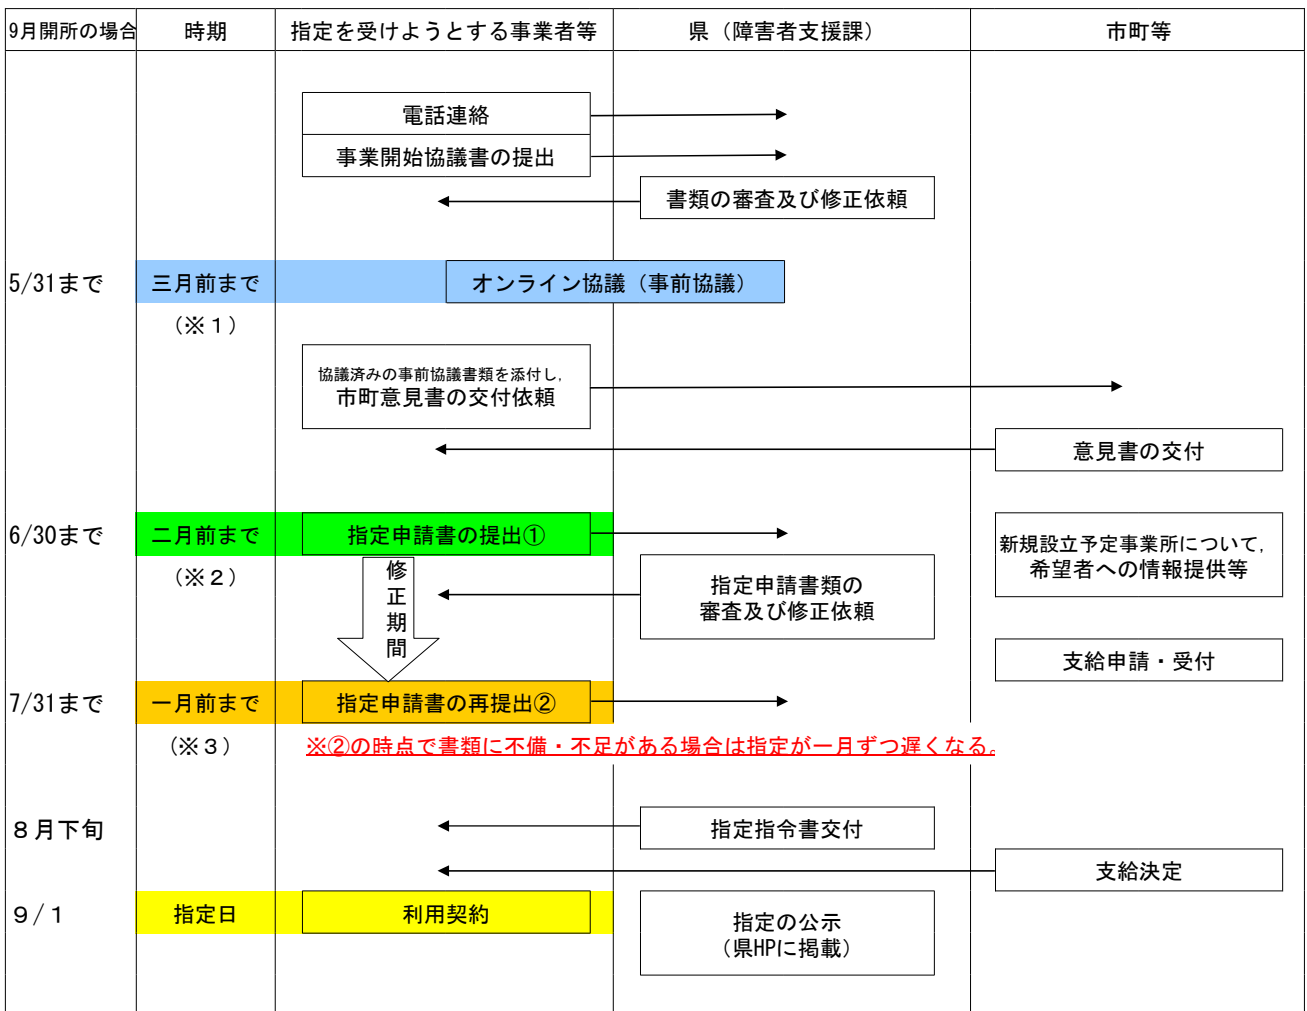 9月開所の場合
時期
指定を受けようとする事業者等
県（障害者支援課）
市町等
電話連絡
事業開始協議書の提出
書類の審査及び修正依頼
5/31まで
三月前まで
オンライン協議（事前協議）
（※１）
協議済みの事前協議書類を添付し，
市町意見書の交付依頼
意見書の交付
6/30まで
二月前まで
指定申請書の提出①
新規設立予定事業所について，
希望者への情報提供等
（※２）
修正期間
指定申請書類の
審査及び修正依頼
支給申請・受付
7/31まで
一月前まで
指定申請書の再提出②
（※３）
※②の時点で書類に不備・不足がある場合は指定が一月ずつ遅くなる。
８月下旬
指定指令書交付
支給決定
９/１
指定日
利用契約
指定の公示
（県HPに掲載）